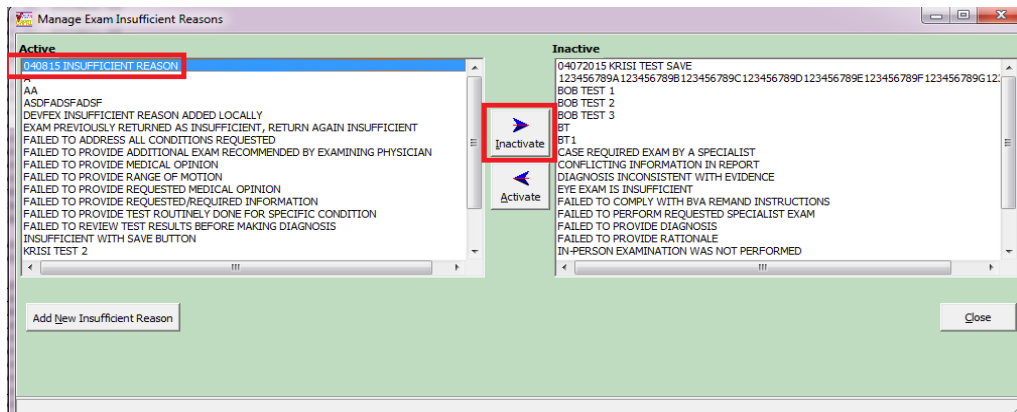 Manage Exam Insufficient Reasons
Active
040815 INSUFFICIENT REASON
A
AA
ASDFADSFADSF
DEVFEX INSUFFICIENT REASON ADDED LOCALLY
EXAM PREVIOUSLY RETURNED AS INSUFFICIENT, RETURN AGAIN INSUFFICIENT
FAILED TO ADDRESS ALL CONDITIONS REQUESTED
FAILED TO PROVIDE ADDITIONAL EXAM RECOMMENDED BY EXAMINING PHYSICIAN
FAILED TO PROVIDE MEDICAL OPINION
FAILED TO PROVIDE RANGE OF MOTION
FAILED TO PROVIDE REQUESTED MEDICAL OPINION
FAILED TO PROVIDE REQUESTED/REQUIRED INFORMATION
FAILED TO PROVIDE TEST ROUTINELY DONE FOR SPECIFIC CONDITION
FAILED TO REVIEW TEST RESULTS BEFORE MAKING DIAGNOSIS
INSUFFICIENT WITH SAVE BUTTON
KRISI TEST 2
Inactivate
Activate
Inactive
04072015 KRISI TEST SAVE
123456789A123456789B123456789C123456789D123456789E123456789F123456789G12
BOB TEST 1
BOB TEST 2
BOB TEST 3
BT
BT1
CASE REQUIRED EXAM BY A SPECIALIST
CONFLICTING INFORMATION IN REPORT
DIAGNOSIS INCONSISTENT WITH EVIDENCE
EYE EXAM IS INSUFFICIENT
FAILED TO COMPLY WITH BVA REMAND INSTRUCTIONS
FAILED TO PERFORM REQUESTED SPECIALIST EXAM
FAILED TO PROVIDE DIAGNOSIS
FAILED TO PROVIDE RATIONALE
IN-PERSON EXAMINATION WAS NOT PERFORMED
Add New Insufficient Reason
Close